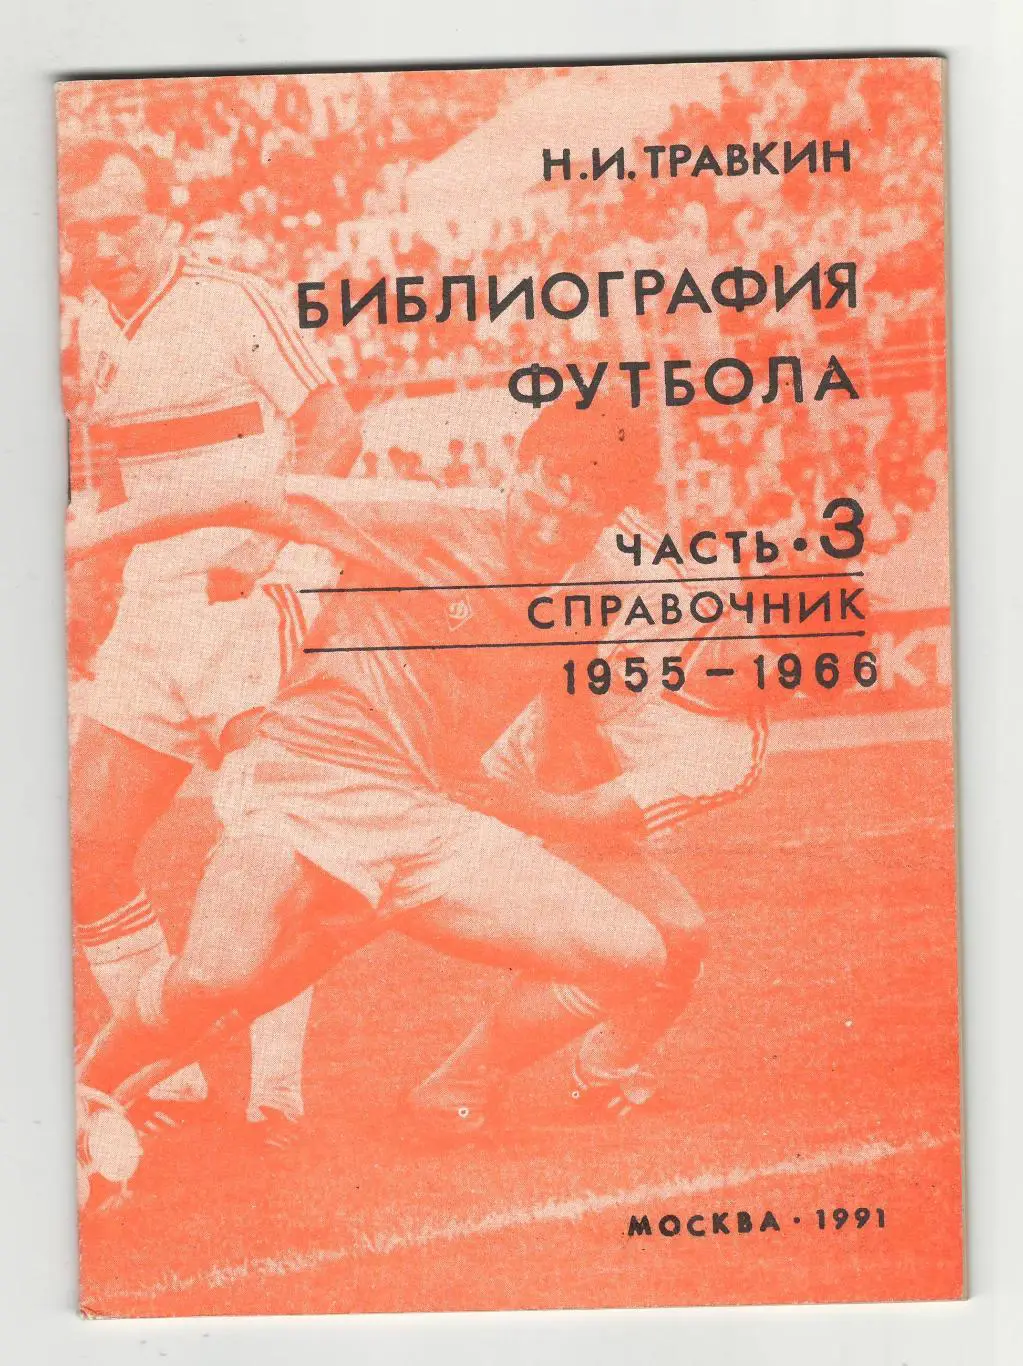 Н.И.ТРАВКИН
БИБЛИОГРАФИЯ
ФУТБОЛА
ЧАСТЬ·3
СПРАВОЧНИК
1955-1966
МОСКВА·1991